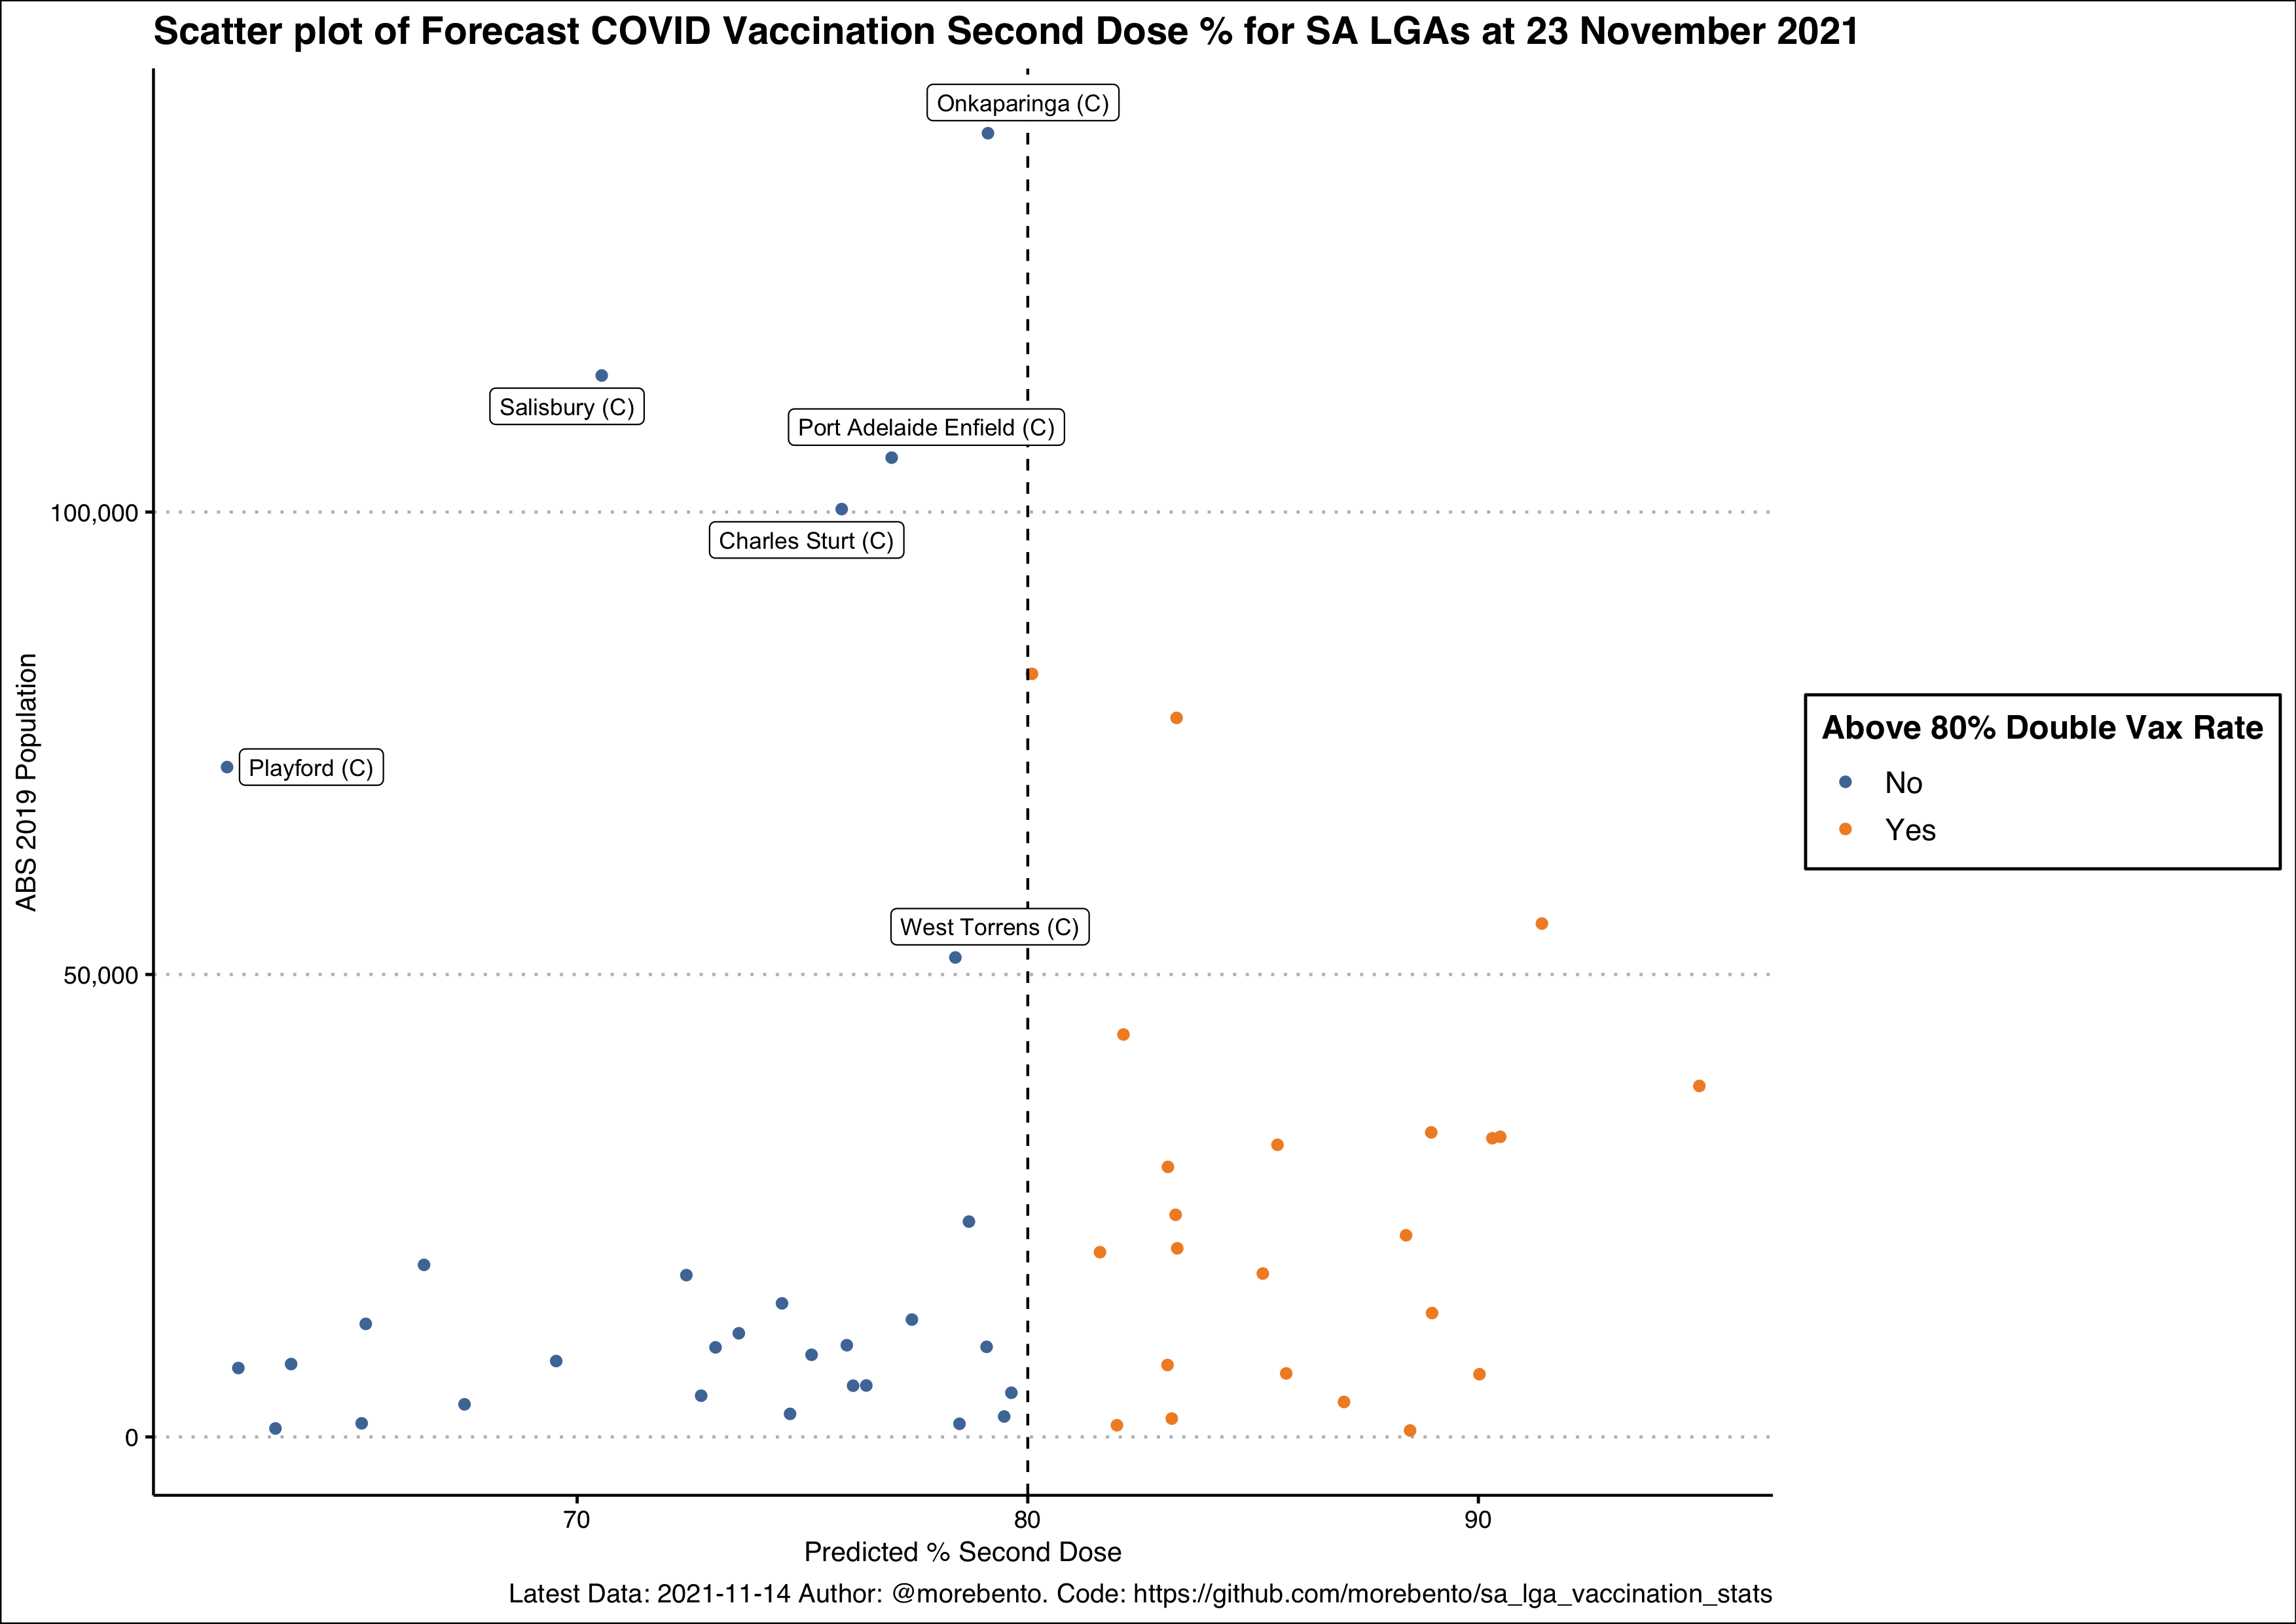 Scatter plot of Forecast COVID Vaccination Second Dose % for SA LGAs at 23 November 2021
Onkaparinga (C)
Salisbury (C)
Port Adelaide Enfield (C)
100,000
Charles Sturt (C)
ABS 2019 Population
Playford (C)
Above 80% Double Vax Rate
No
Yes
West Torrens (C)
50,000
0
70
80
90
Predicted % Second Dose
Latest Data: 2021-11-14 Author: @morebento. Code: https://github.com/morebento/sa_lga_vaccination_stats